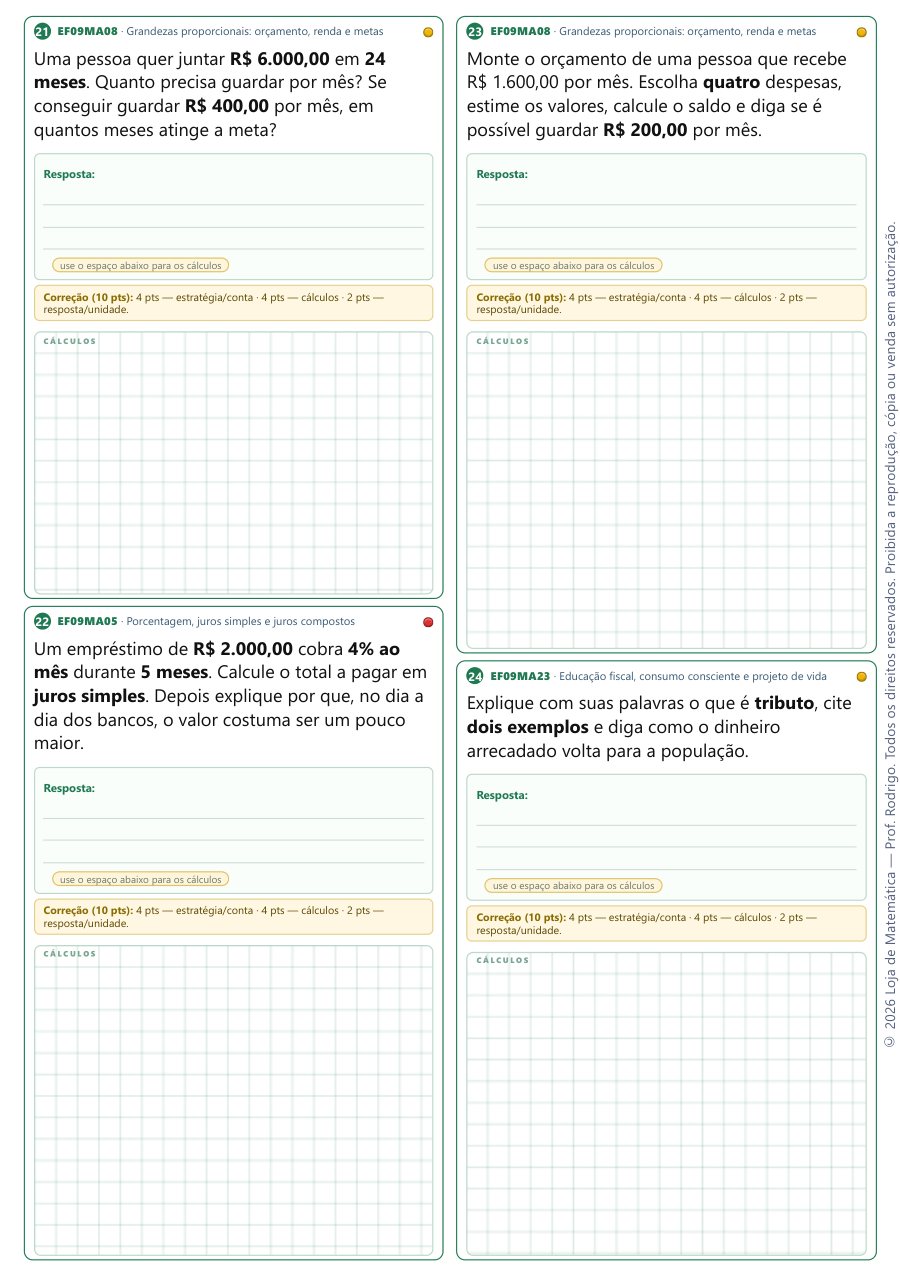 21 EF09MA08 · Grandezas proporcionais: orçamento, renda e metas
Uma pessoa quer juntar R$ 6.000,00 em 24
meses. Quanto precisa guardar por mês? Se
conseguir guardar R$ 400,00 por mês, em
quantos meses atinge a meta?
Resposta:
use o espaço abaixo para os cálculos
Correção (10 pts): 4 pts — estratégia/conta · 4 pts — cálculos · 2 pts —
resposta/unidade.
CÁLCULOS
22 EF09MA05 · Porcentagem, juros simples e juros compostos
Um empréstimo de R$ 2.000,00 cobra 4% ao
mês durante 5 meses. Calcule o total a pagar em
juros simples. Depois explique por que, no dia a
dia dos bancos, o valor costuma ser um pouco
maior.
Resposta:
use o espaço abaixo para os cálculos
Correção (10 pts): 4 pts — estratégia/conta · 4 pts — cálculos · 2 pts —
resposta/unidade.
CÁLCULOS
23 EF09MA08 · Grandezas proporcionais: orçamento, renda e metas
Monte o orçamento de uma pessoa que recebe
R$ 1.600,00 por mês. Escolha quatro despesas,
estime os valores, calcule o saldo e diga se é
possível guardar R$ 200,00 por mês.
Resposta:
use o espaço abaixo para os cálculos
Correção (10 pts): 4 pts — estratégia/conta · 4 pts — cálculos · 2 pts —
resposta/unidade.
CÁLCULOS
24 EF09MA23 · Educação fiscal, consumo consciente e projeto de vida
Explique com suas palavras o que é tributo, cite
dois exemplos e diga como o dinheiro
arrecadado volta para a população.
Resposta:
use o espaço abaixo para os cálculos
Correção (10 pts): 4 pts — estratégia/conta · 4 pts — cálculos · 2 pts —
resposta/unidade.
CÁLCULOS
© 2026 Loja de Matemática — Prof. Rodrigo. Todos os direitos reservados. Proibida a reprodução, cópia ou venda sem autorização.